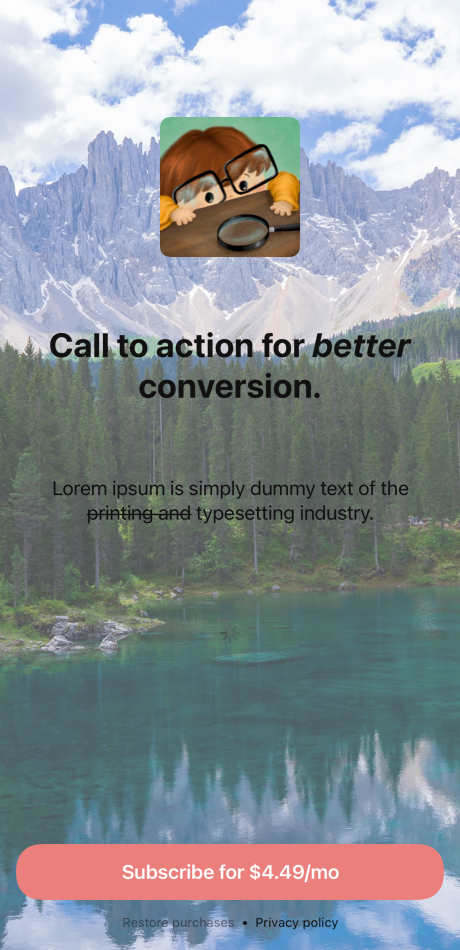 Call to action for better
conversion.
Lorem ipsum is simply dummy text of the
printing and typesetting industry.
Subscribe for $4.49/mo
Restore purchases • Privacy policy